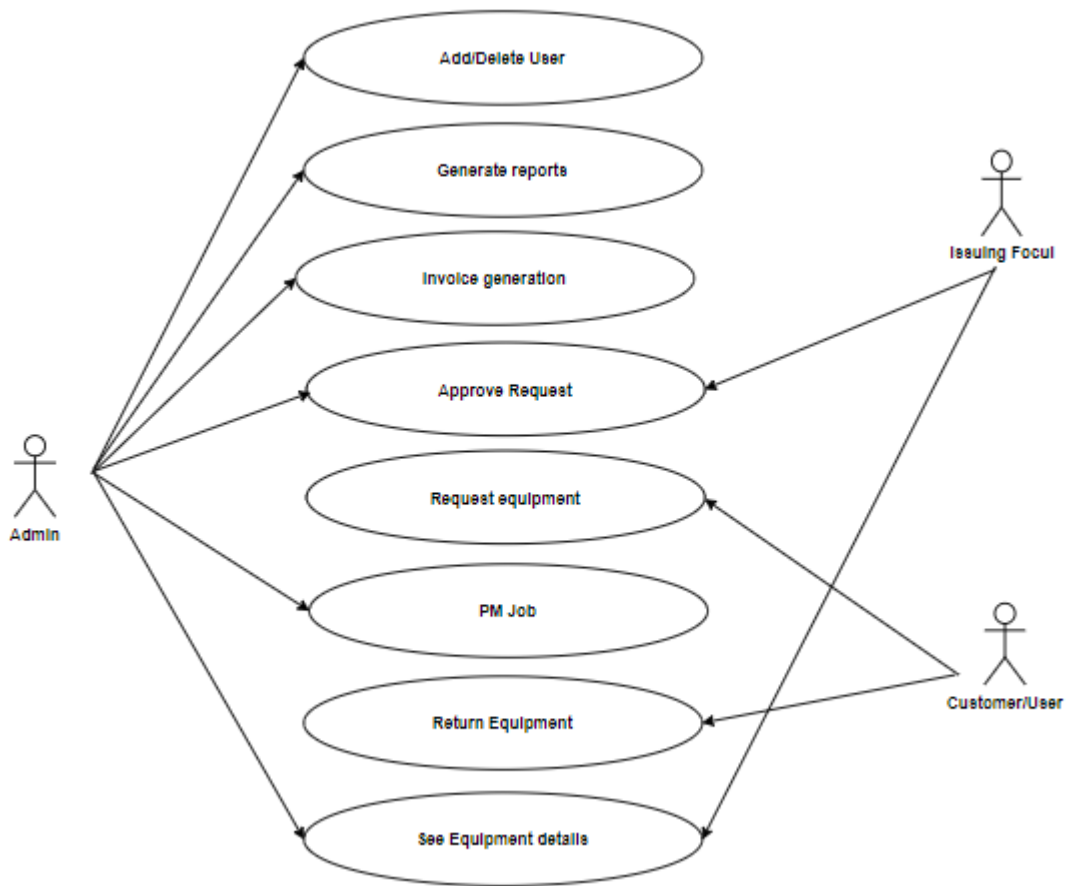 Add/Delete User
Generate reports
Issuing Focul
Invoice generation
Approve Request
Request equipment
Admin
PM Job
Customer/User
Return Equipment
See Equipment details